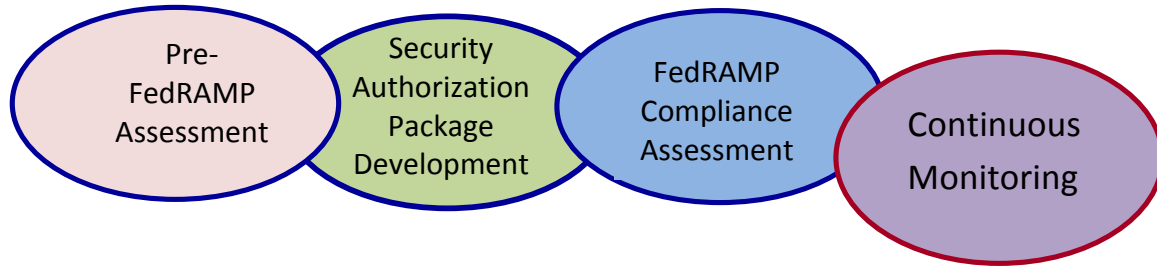 Pre-
FedRAMP
Assessment
Security
Authorization
Package
Development
FedRAMP
Compliance
Assessment
Continuous
Monitoring